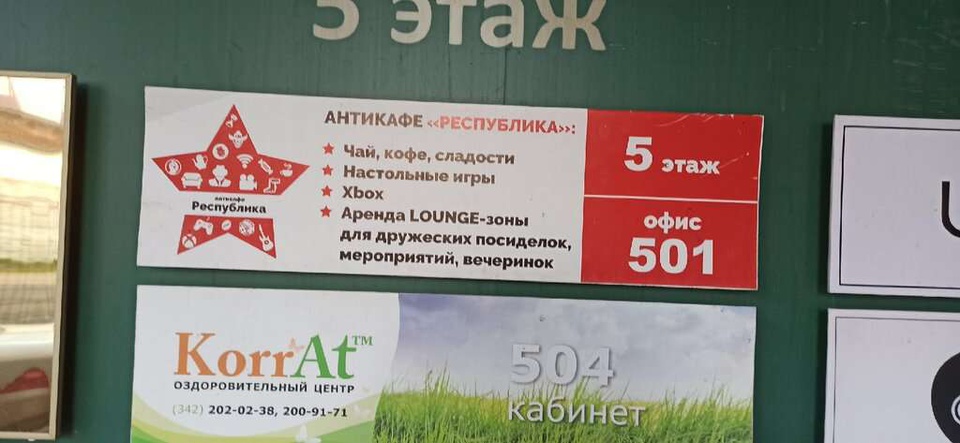 5 этаж
АНТИКАФЕ «РЕСПУБЛИКА»:
Чай, кофе, сладости
Настольные игры
Xbox
Аренда LOUNGE-зоны
для дружеских посиделок,
мероприятий, вечеринок
антикафе
Республика
5 этаж
офис
501
KorrAt™
ОЗДОРОВИТЕЛЬНЫЙ ЦЕНТР
(342) 202-02-38, 200-91-71
504
кабинет